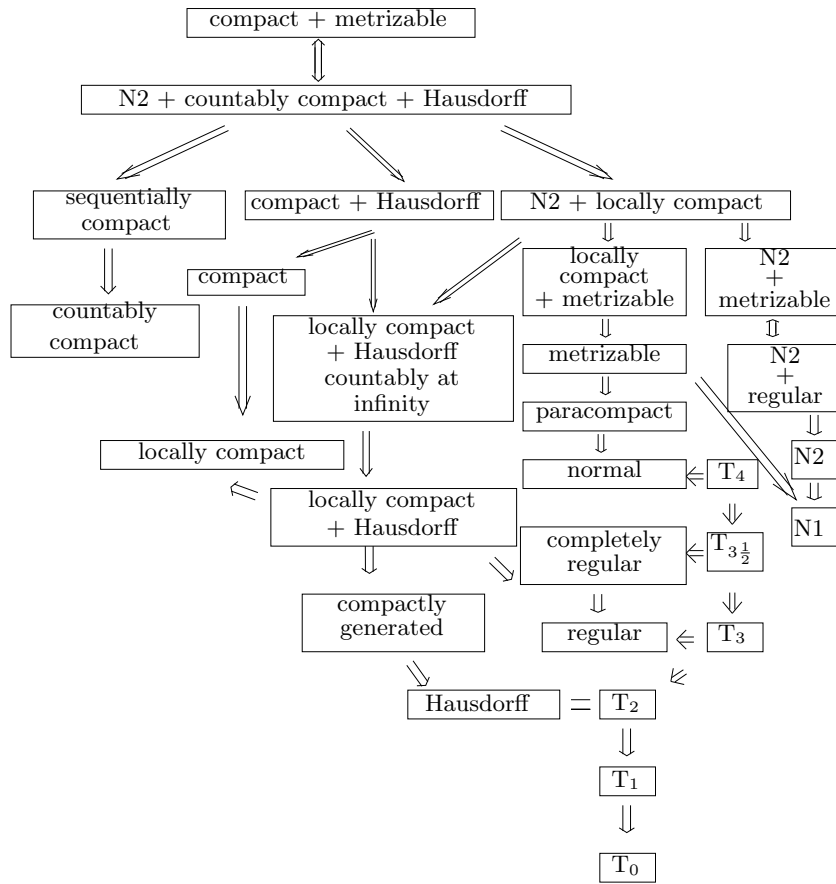 compact + metrizable
N2 + countably compact + Hausdorff
sequentially
compact
compact + Hausdorff
N2 + locally compact
locally
compact
+ metrizable
N2
+
metrizable
compact
countably
compact
locally compact
+ Hausdorff
countably at
infinity
metrizable
N2
+
regular
paracompact
locally compact
normal
T₄
N2
locally compact
+ Hausdorff
N1
completely
regular
T₃½
compactly
generated
regular
T₃
Hausdorff = T₂
T₁
T₀